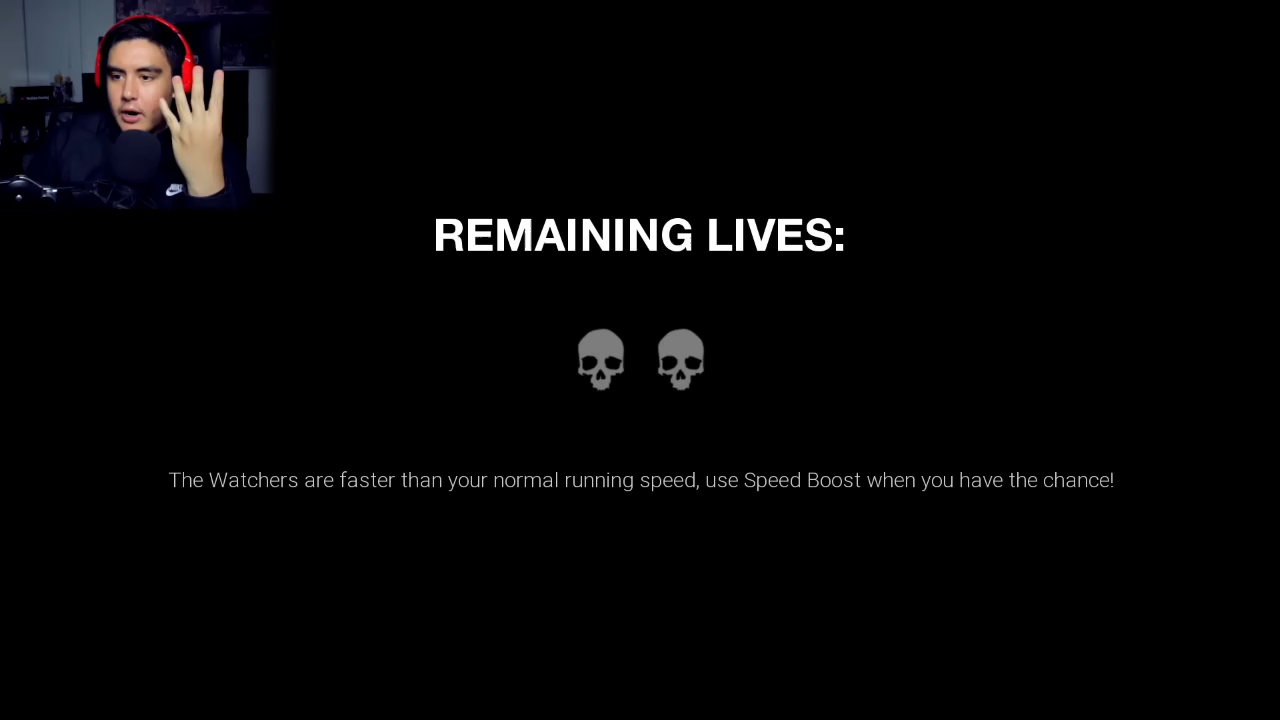 REMAINING LIVES:
The Watchers are faster than your normal running speed, use Speed Boost when you have the chance!
NIKE